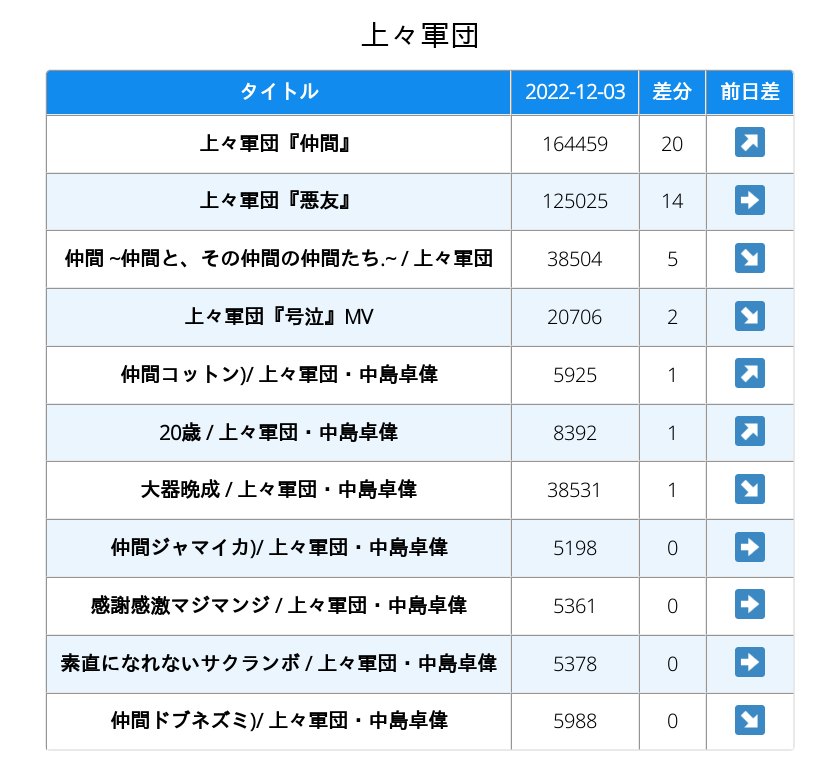 上々軍団
タイトル 2022-12-03 差分 前日差
上々軍団『仲間』 164459 20 ↗
上々軍団『悪友』 125025 14 ➡
仲間 ~仲間と、その仲間の仲間たち.~ / 上々軍団 38504 5 ↘
上々軍団『号泣』MV 20706 2 ↘
仲間コットン)/ 上々軍団・中島卓偉 5925 1 ↗
20歳 / 上々軍団・中島卓偉 8392 1 ↗
大器晩成 / 上々軍団・中島卓偉 38531 1 ↘
仲間ジャマイカ)/ 上々軍団・中島卓偉 5198 0 ➡
感謝感激マジマンジ / 上々軍団・中島卓偉 5361 0 ➡
素直になれないサクランボ / 上々軍団・中島卓偉 5378 0 ➡
仲間ドブネズミ)/ 上々軍団・中島卓偉 5988 0 ↘